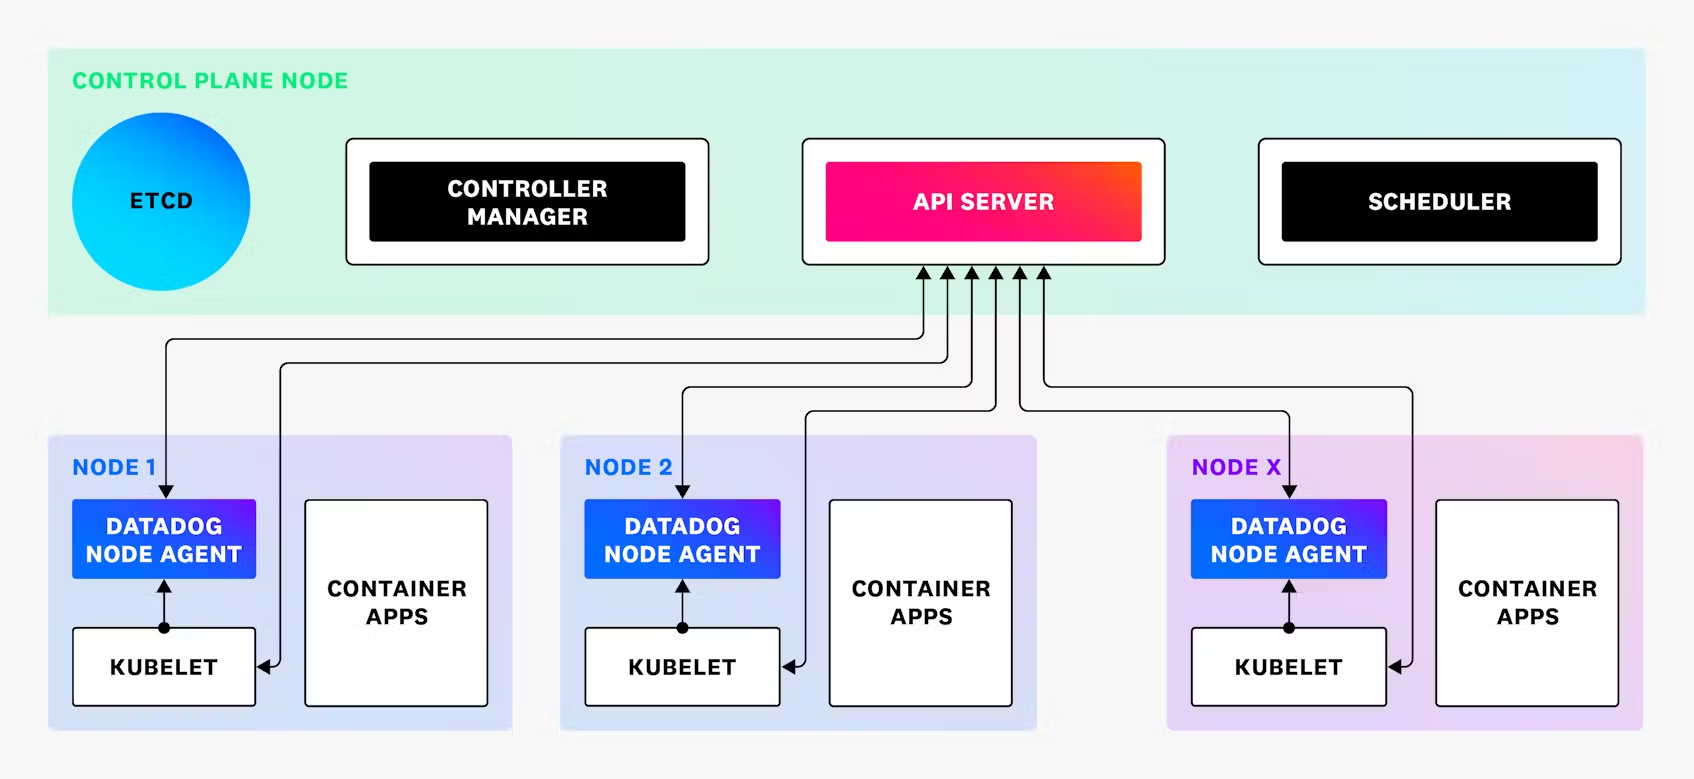 CONTROL PLANE NODE
ETCD
CONTROLLER
MANAGER
API SERVER
SCHEDULER
NODE 1
DATADOG
NODE AGENT
KUBELET
CONTAINER
APPS
NODE 2
DATADOG
NODE AGENT
KUBELET
CONTAINER
APPS
NODE X
DATADOG
NODE AGENT
KUBELET
CONTAINER
APPS